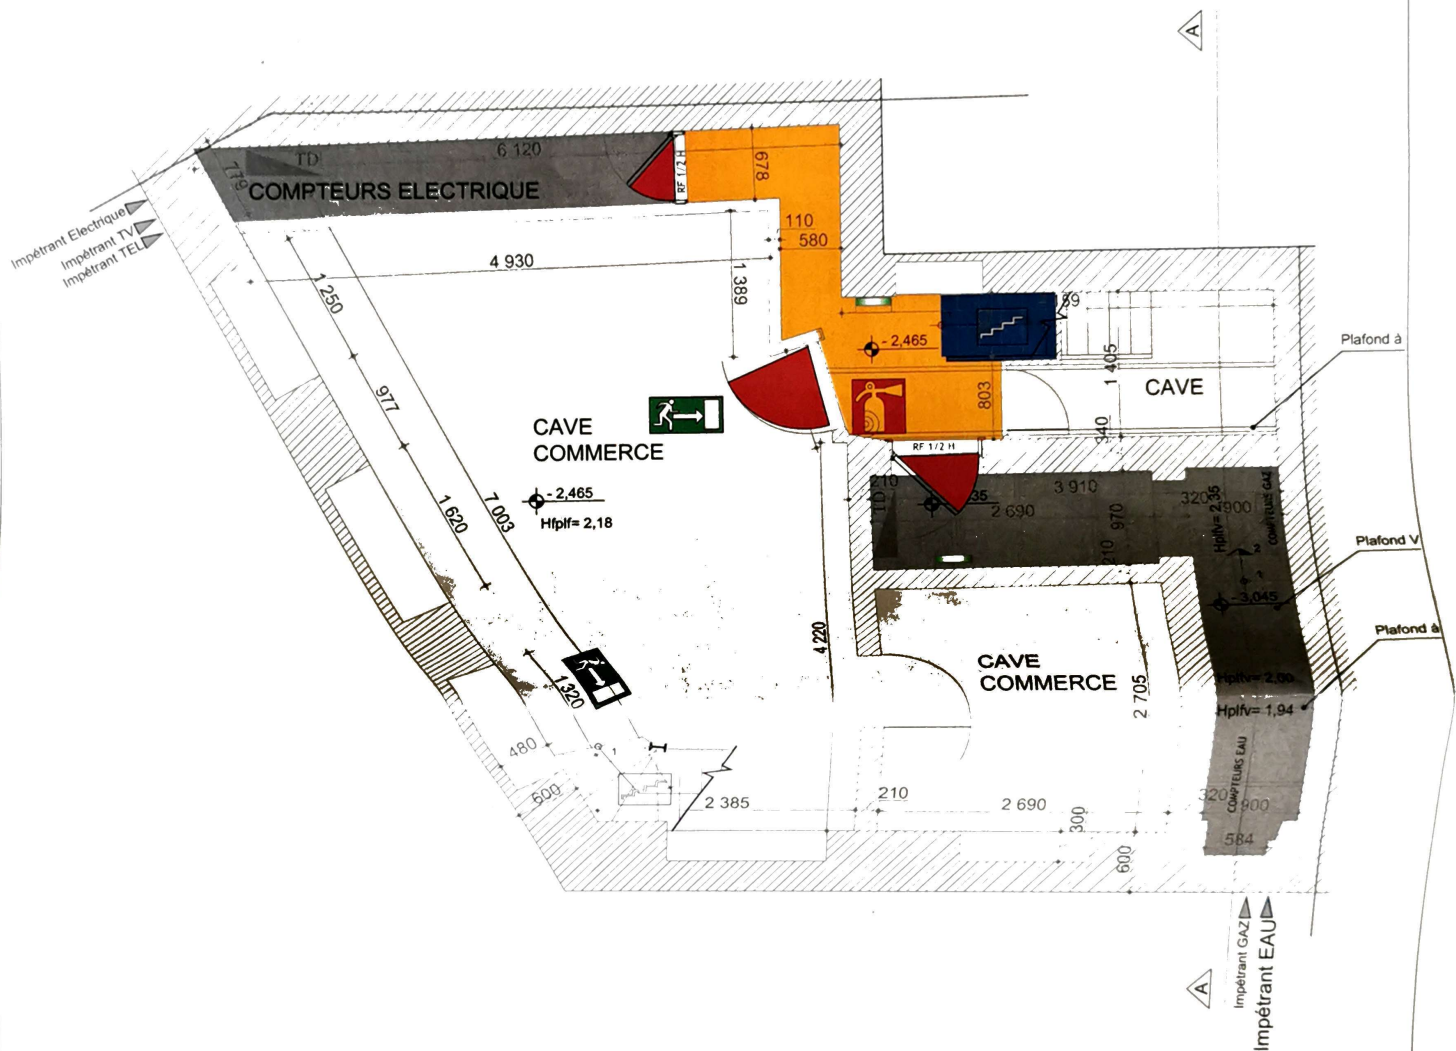 A
TD
6 120
779
COMPTEURS ELECTRIQUE
RF 1/2 H
678
Impétrant Electrique
Impétrant TV
Impétrant TEL
110
580
4 930
1 250
1 389
- 2,465
Plafond à
1 405
CAVE
803
977
CAVE
COMMERCE
340
RF 1/2 H
- 2,465
Hfplf= 2,18
1 620
7 003
210
TD
35
3 910
2 690
970
210
320
900
Hplfv= 2,35
COMPTEURS GAZ
Plafond V
- 3,045
Plafond à
4 220
CAVE
COMMERCE
2 705
Hplfv= 2,00
Hplfv= 1,94
1 320
480
600
COMPTEURS EAU
2 385
210
2 690
300
320
900
584
600
Impétrant GAZ
Impétrant EAU
A